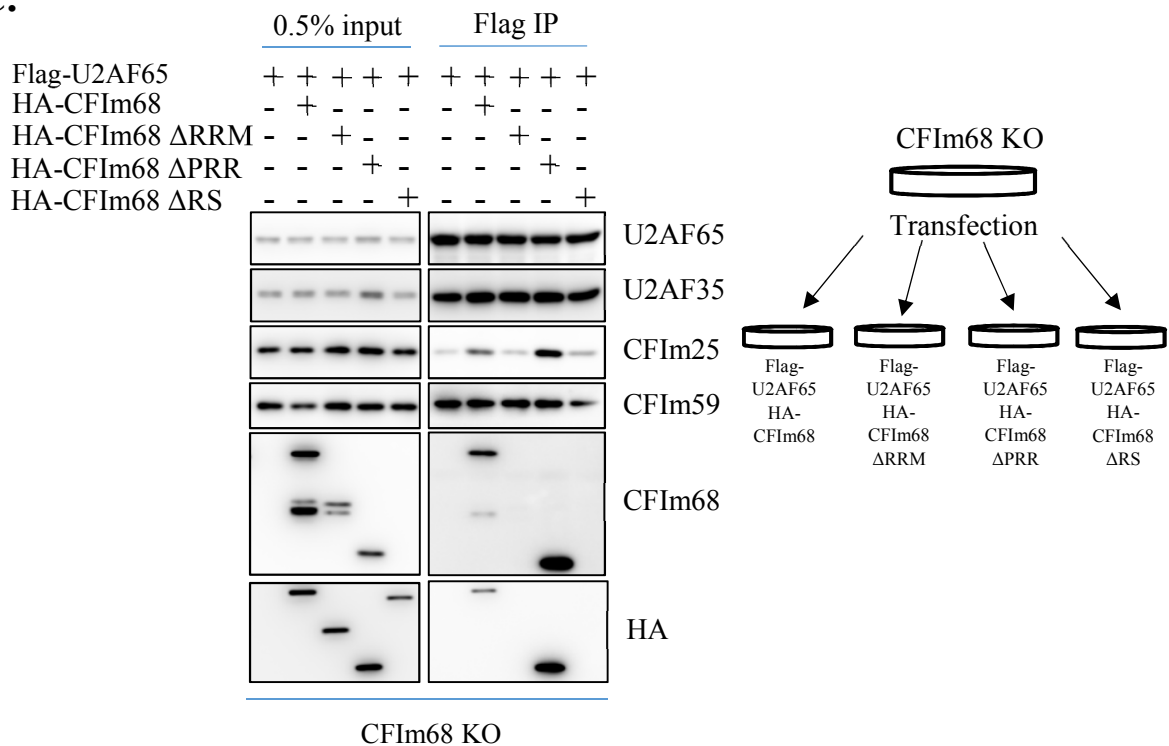 0.5% input Flag IP
Flag-U2AF65 + + + + + + + + + +
HA-CFIm68 - + - - - - + - - -
HA-CFIm68 ΔRRM - - + - - - - + - -
HA-CFIm68 ΔPRR - - - + - - - - + -
HA-CFIm68 ΔRS - - - - + - - - - +
U2AF65
U2AF35
CFIm25
CFIm59
CFIm68
HA
CFIm68 KO
CFIm68 KO
Transfection
Flag-
U2AF65
HA-
CFIm68
Flag-
U2AF65
HA-
CFIm68
ΔRRM
Flag-
U2AF65
HA-
CFIm68
ΔPRR
Flag-
U2AF65
HA-
CFIm68
ΔRS